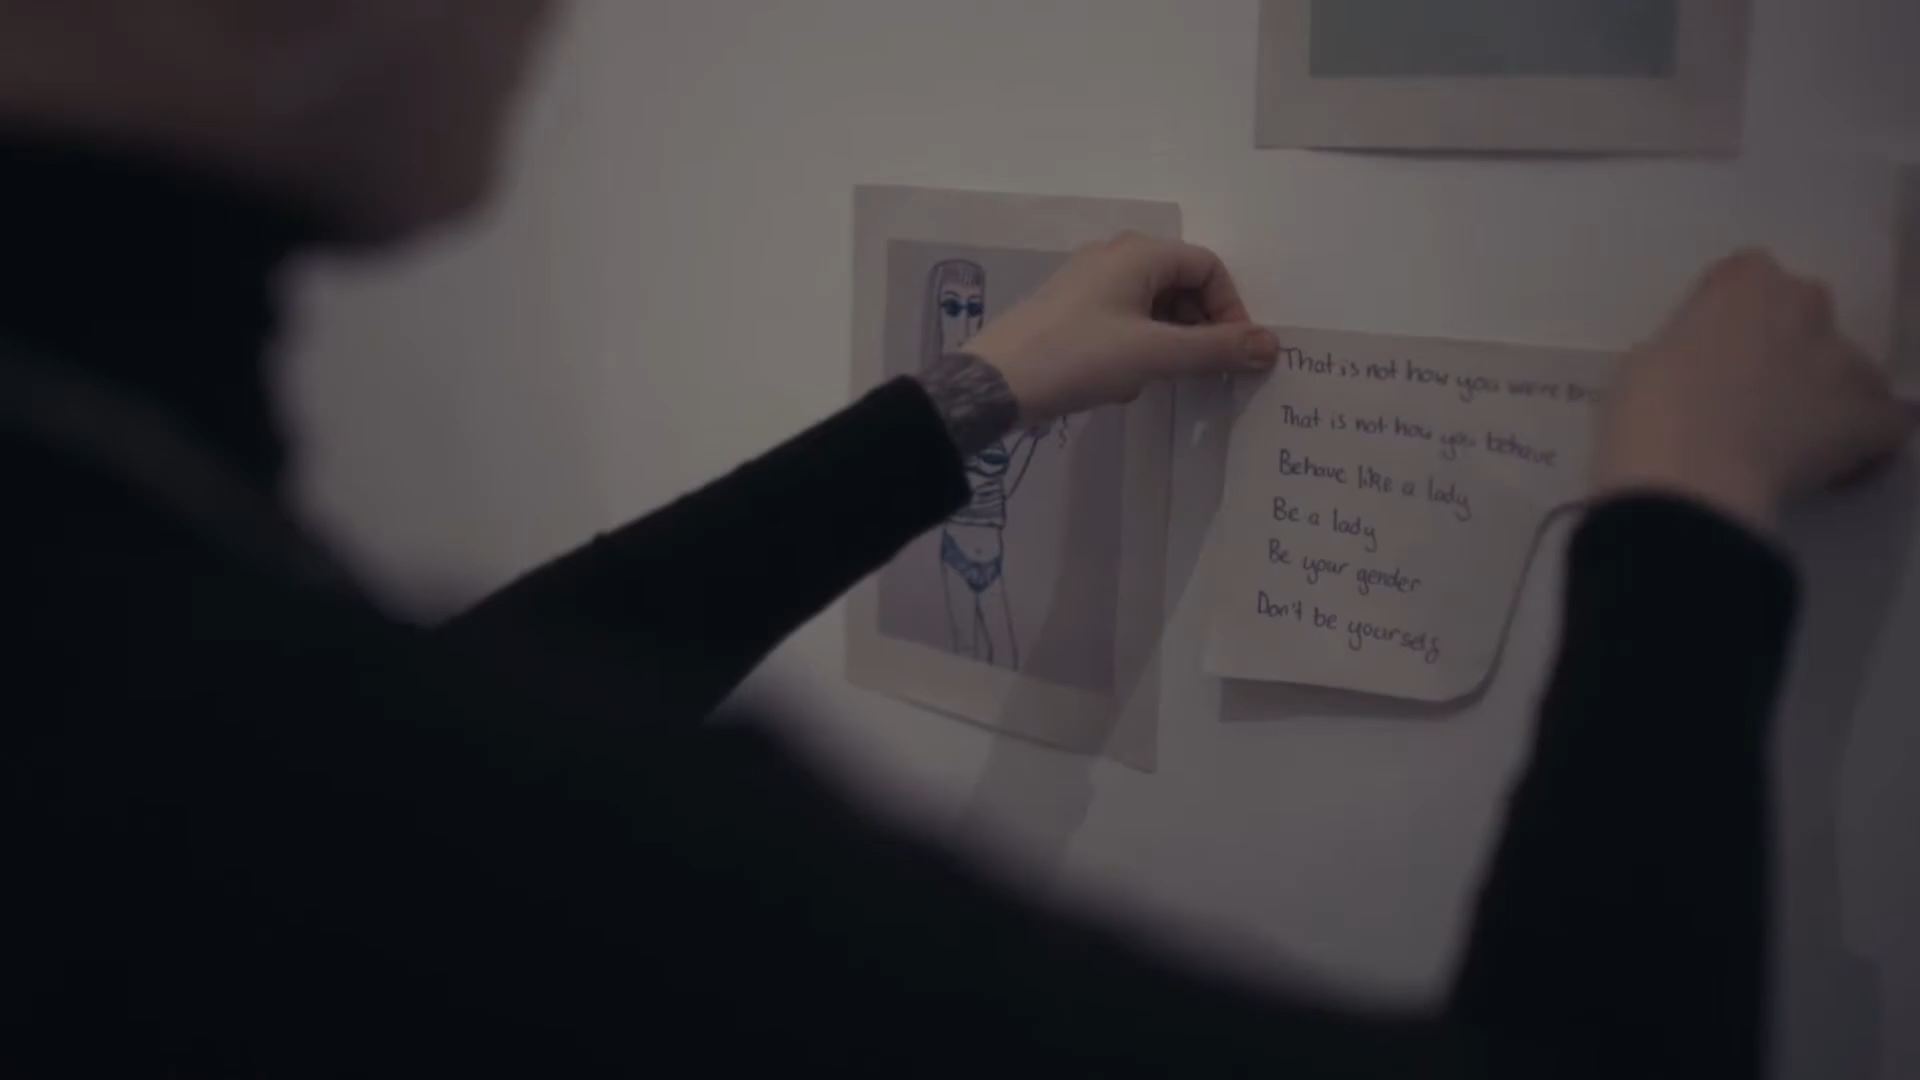 That is not how you were bro
That is not how you behave
Behave like a lady
Be a lady
Be your gender
Don't be yourself